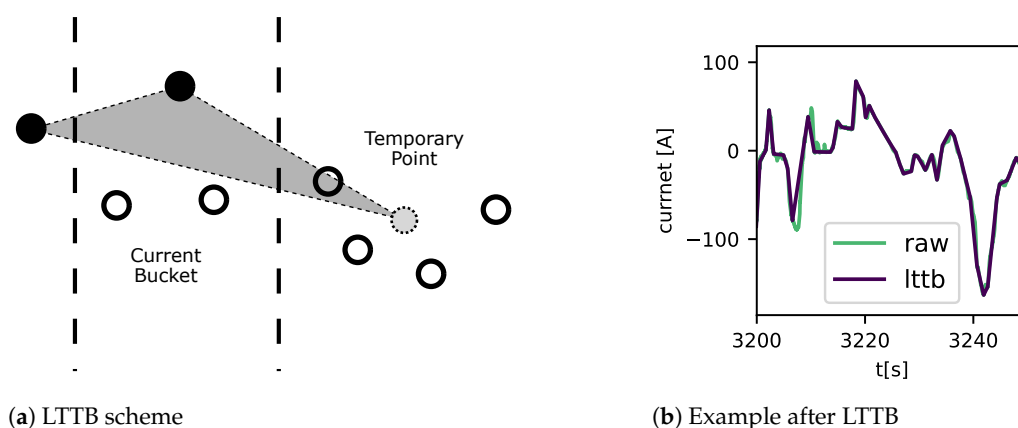 Temporary
Point
Current
Bucket
(a) LTTB scheme
currnet [A]
100
0
−100
raw
lttb
3200
3220
3240
t[s]
(b) Example after LTTB